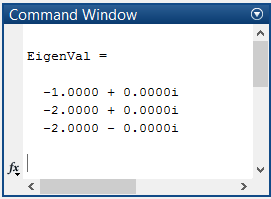 Command Window
EigenVal =
-1.0000 + 0.0000i
-2.0000 + 0.0000i
-2.0000 - 0.0000i
fx